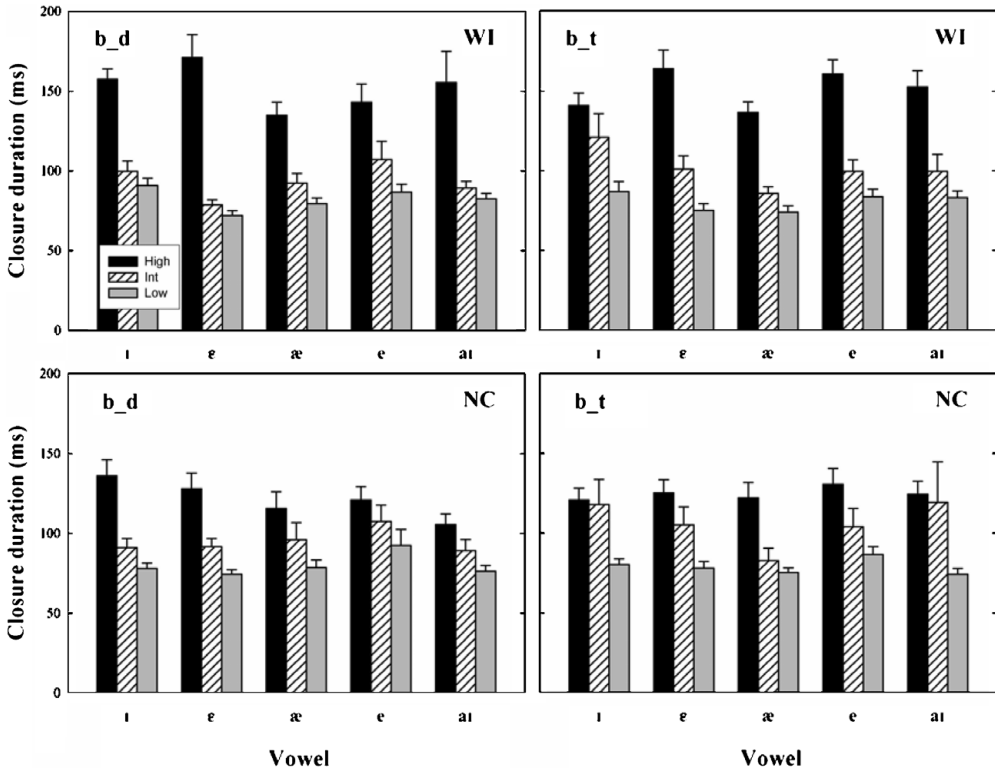 200
150
100
50
0
Closure duration (ms)
b_d
WI
High
Int
Low
ɪ
ɛ
æ
e
aɪ
b_t
WI
ɪ
ɛ
æ
e
aɪ
200
150
100
50
0
Closure duration (ms)
b_d
NC
ɪ
ɛ
æ
e
aɪ
Vowel
b_t
NC
ɪ
ɛ
æ
e
aɪ
Vowel